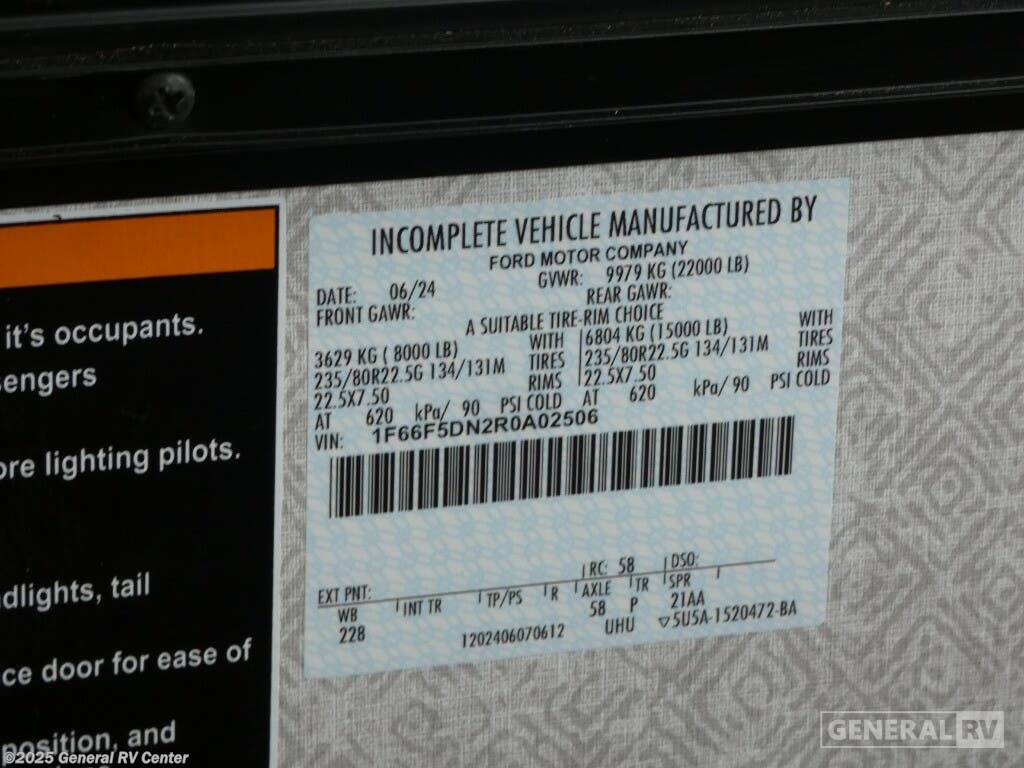 it's occupants.
engers
ore lighting pilots.
dlights, tail
ce door for ease of
position, and
INCOMPLETE VEHICLE MANUFACTURED BY
FORD MOTOR COMPANY
DATE: 06/24 GVWR: 9979 KG (22000 LB)
FRONT GAWR: REAR GAWR:
A SUITABLE TIRE-RIM CHOICE
3629 KG ( 8000 LB) WITH 6804 KG (15000 LB) WITH
235/80R22.5G 134/131M TIRES 235/80R22.5G 134/131M TIRES
22.5X7.50 RIMS 22.5X7.50 RIMS
AT 620 kPa/ 90 PSI COLD AT 620 kPa/ 90 PSI COLD
VIN: 1F66F5DN2R0A02506
EXT PNT: RC: 58 DSO:
WB INT TR TP/PS R AXLE TR SPR
228 58 P 21AA
1202406070612 UHU ▽5U5A-1520472-BA
GENERAL RV
©2025 General RV Center